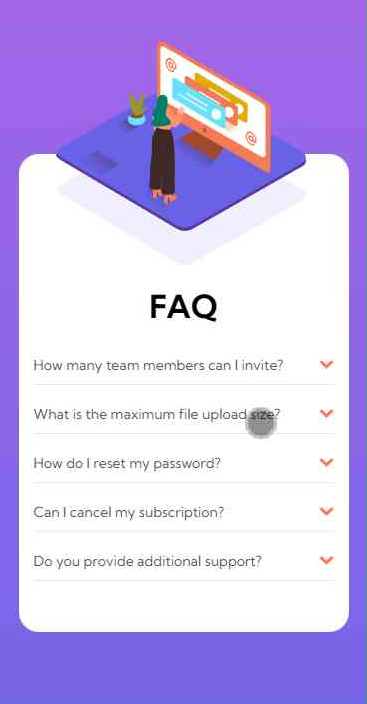 FAQ
How many team members can I invite?
What is the maximum file upload size?
How do I reset my password?
Can I cancel my subscription?
Do you provide additional support?